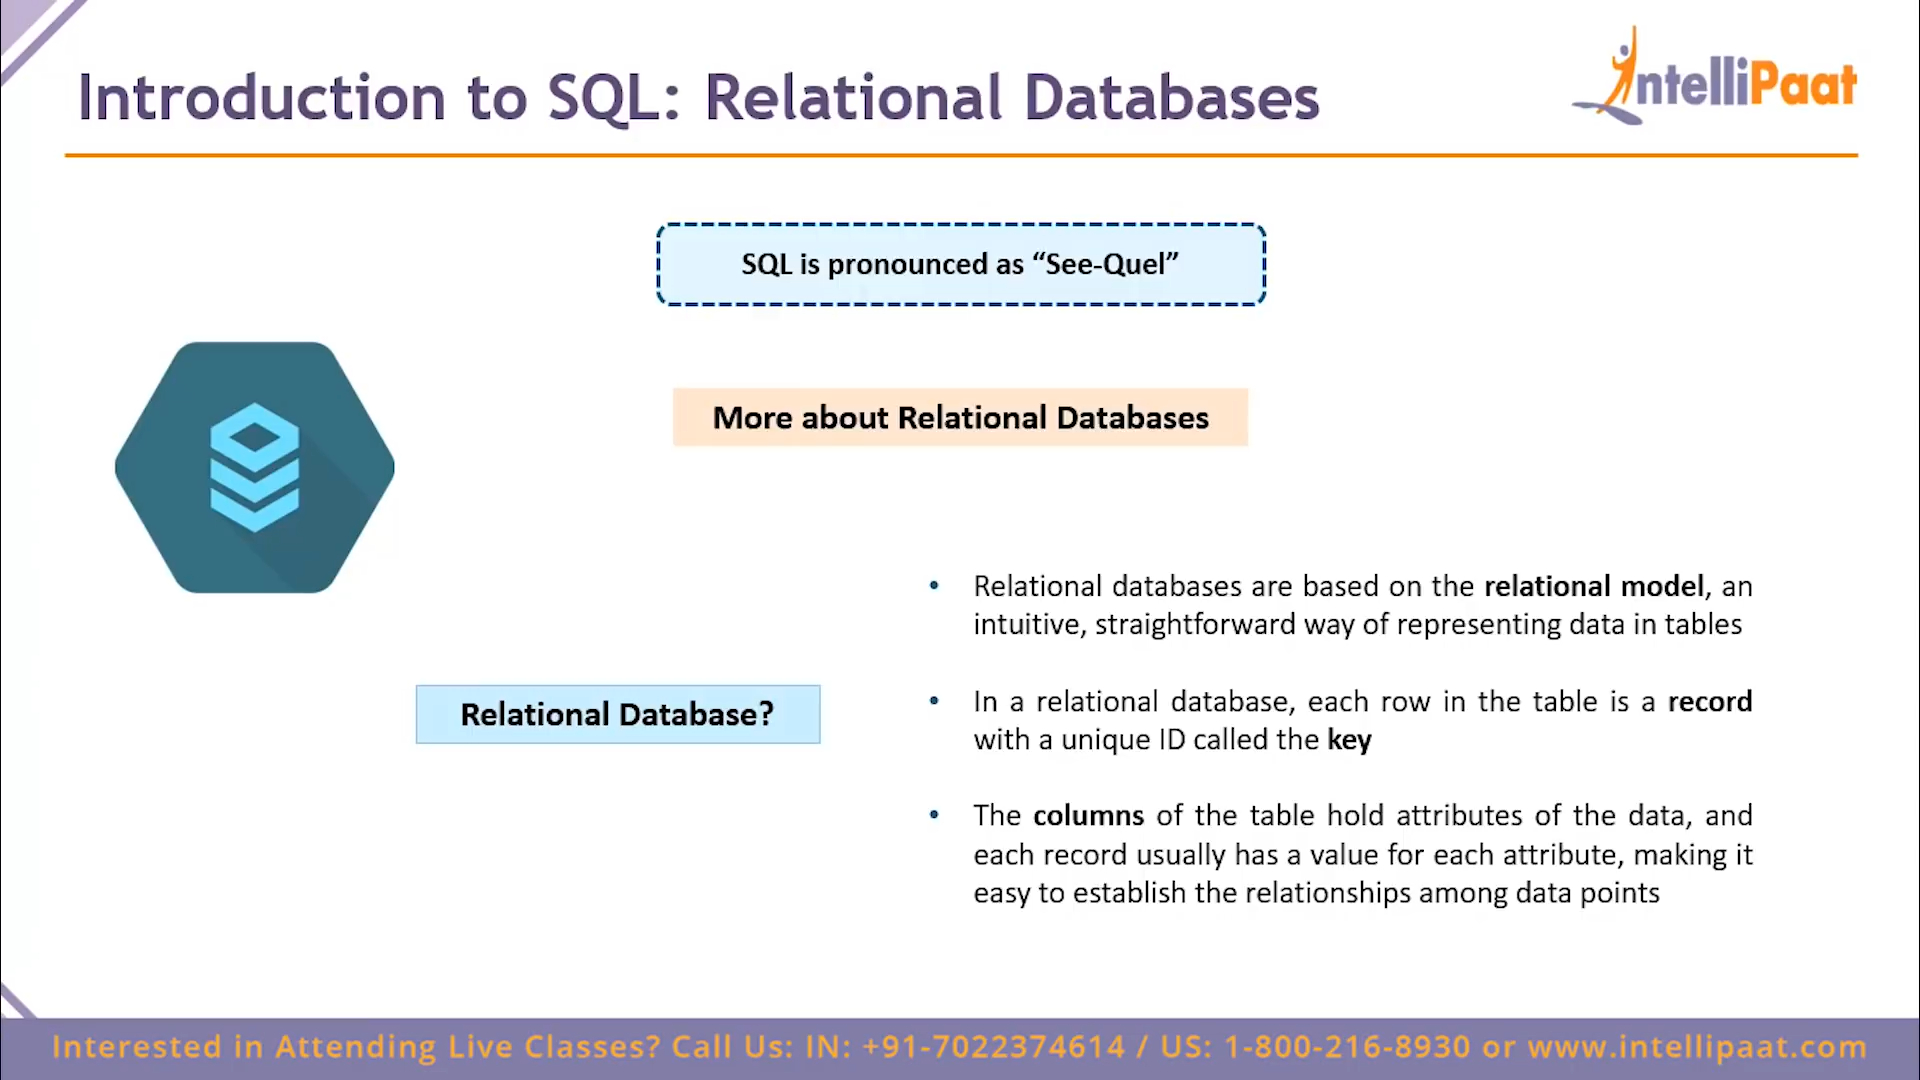 Introduction to SQL: Relational Databases
IntelliPaat
SQL is pronounced as “See-Quel”
More about Relational Databases
Relational Database?
• Relational databases are based on the relational model, an
intuitive, straightforward way of representing data in tables
• In a relational database, each row in the table is a record
with a unique ID called the key
• The columns of the table hold attributes of the data, and
each record usually has a value for each attribute, making it
easy to establish the relationships among data points
Interested in Attending Live Classes? Call Us: IN: +91-7022374614 / US: 1-800-216-8930 or www.intellipaat.com